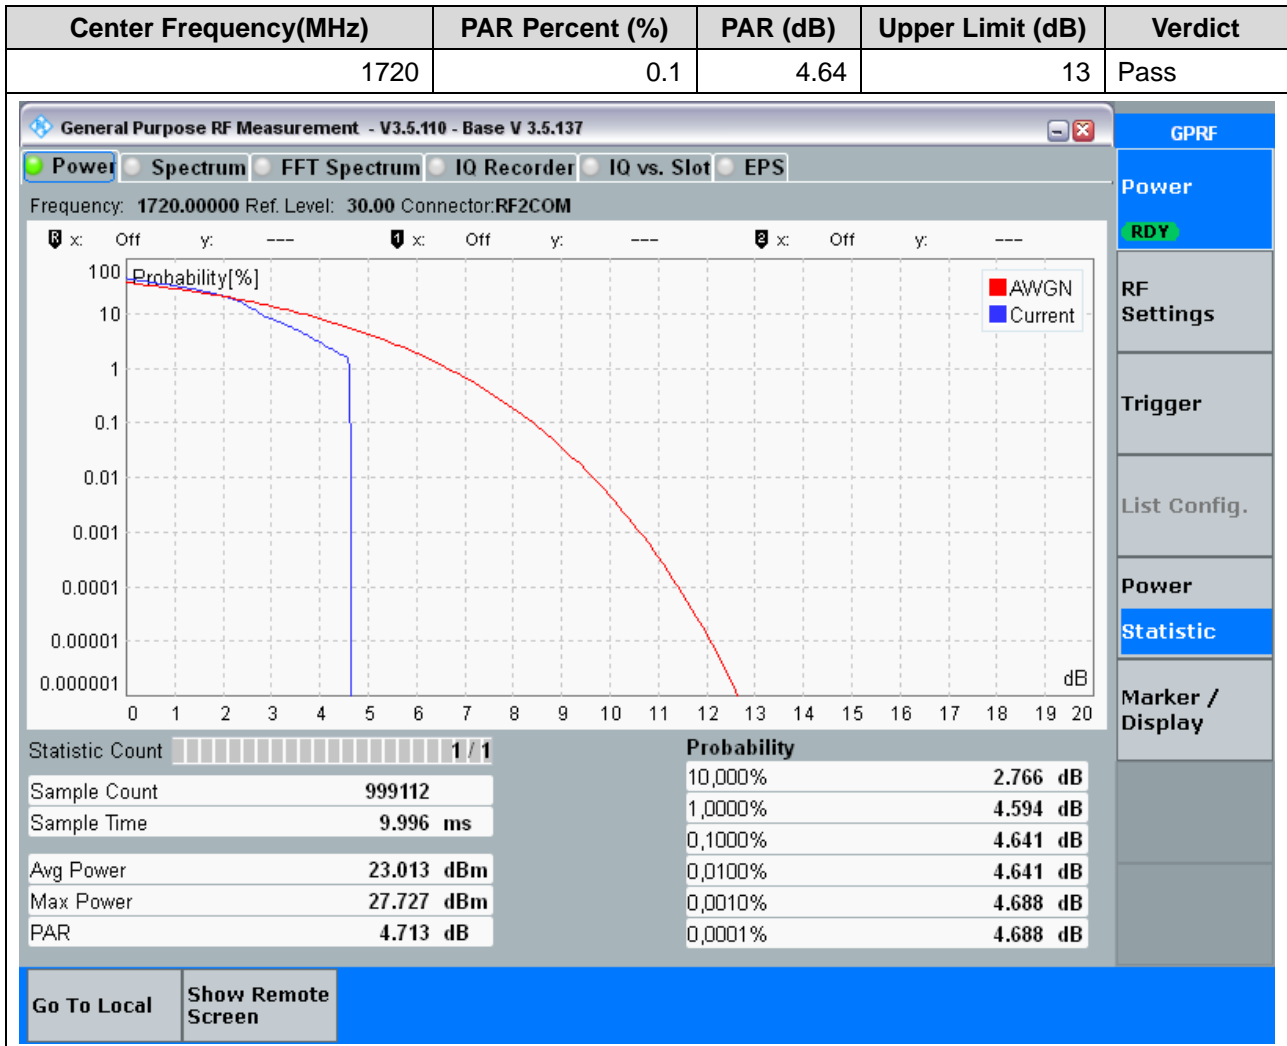 Center Frequency(MHz) PAR Percent (%) PAR (dB) Upper Limit (dB) Verdict
1720 0.1 4.64 13 Pass
General Purpose RF Measurement - V3.5.110 - Base V 3.5.137
GPRF
Power Spectrum FFT Spectrum IQ Recorder IQ vs. Slot EPS
Power
RDY
Frequency: 1720.00000 Ref. Level: 30.00 Connector:RF2COM
R x: Off y: --- 1 x: Off y: --- 2 x: Off y: ---
Probability[%]
AWGN
Current
100
10
1
0.1
0.01
0.001
0.0001
0.00001
0.000001
dB
0 1 2 3 4 5 6 7 8 9 10 11 12 13 14 15 16 17 18 19 20
RF
Settings
Trigger
List Config.
Power
Statistic
Marker /
Display
Statistic Count 1 / 1
Sample Count 999112
Sample Time 9.996 ms
Avg Power 23.013 dBm
Max Power 27.727 dBm
PAR 4.713 dB
Probability
10,000% 2.766 dB
1,0000% 4.594 dB
0,1000% 4.641 dB
0,0100% 4.641 dB
0,0010% 4.688 dB
0,0001% 4.688 dB
Go To Local
Show Remote
Screen